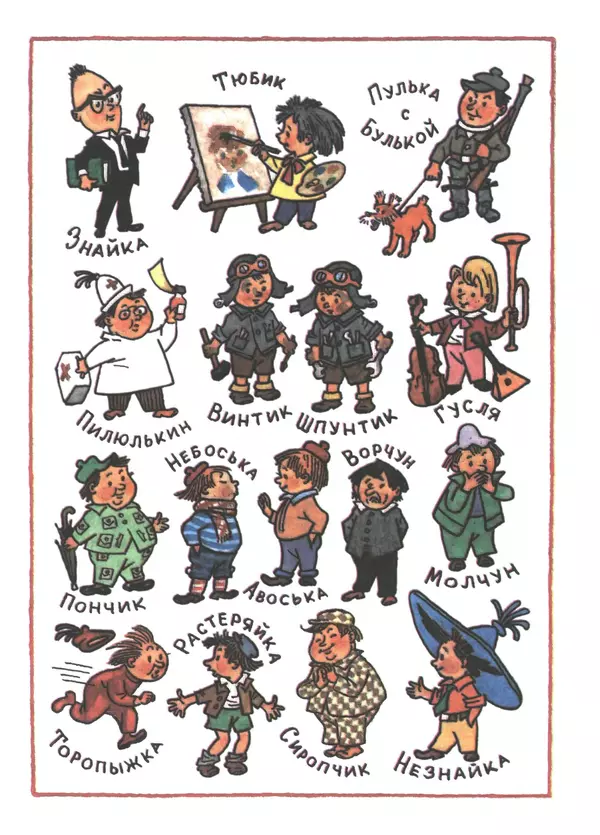 Знайка
Тюбик
Пулька
с
Булькой
Пилюлькин
Винтик
Шпунтик
Гусля
Пончик
Небоська
Авоська
Ворчун
Молчун
Торопыжка
Растеряйка
Сиропчик
Незнайка